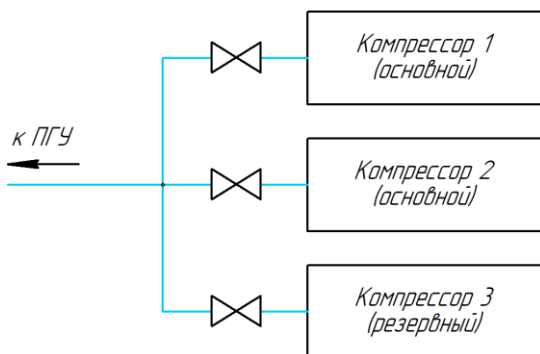 Компрессор 1
(основной)
к ПГУ
Компрессор 2
(основной)
Компрессор 3
(резервный)